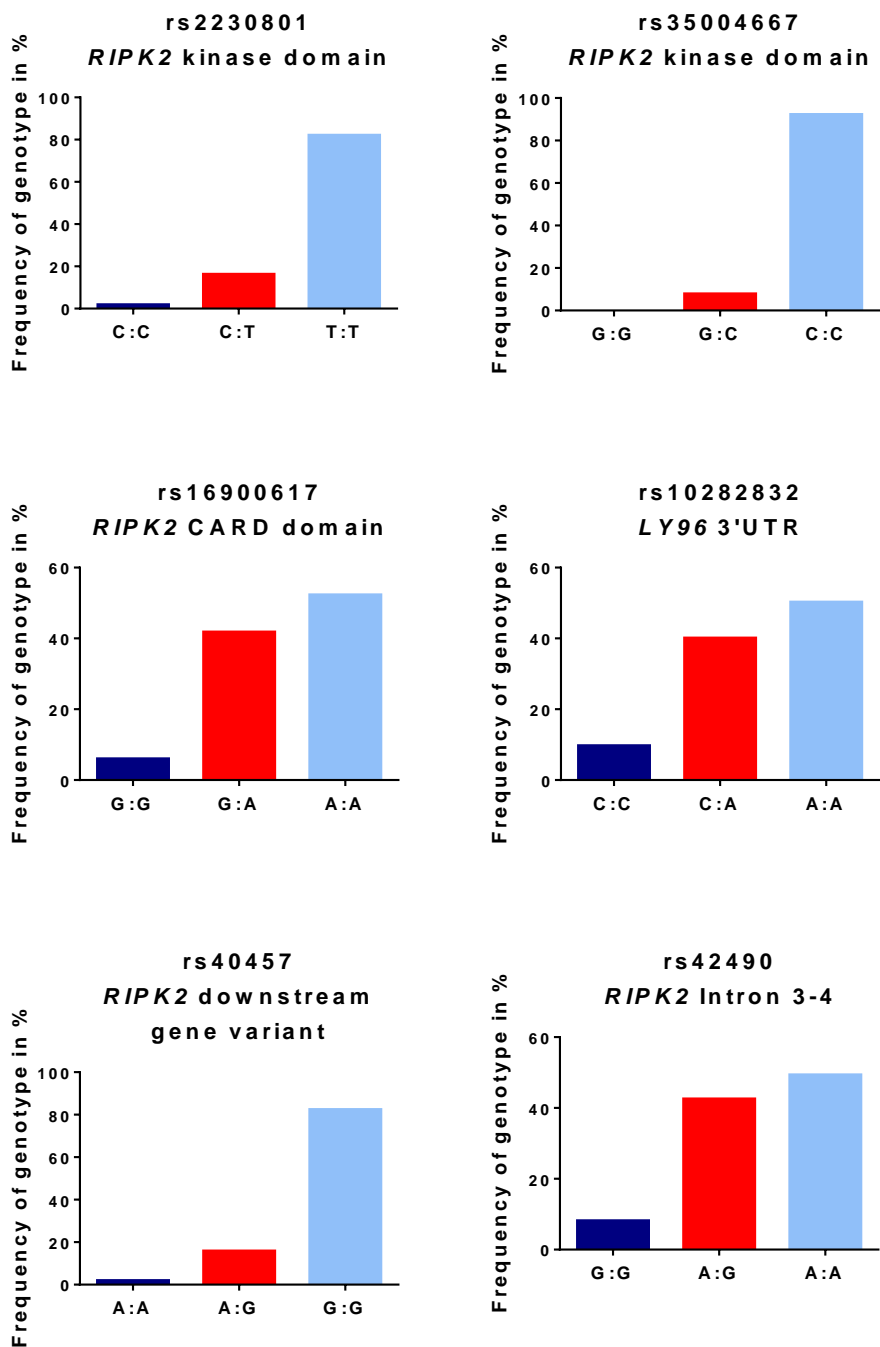 rs2230801
RIPK2 kinase domain
Frequency of genotype in %
100
80
60
40
20
0
C:C C:T T:T
rs35004667
RIPK2 kinase domain
Frequency of genotype in %
100
80
60
40
20
0
G:G G:C C:C
rs16900617
RIPK2 CARD domain
Frequency of genotype in %
60
40
20
0
G:G G:A A:A
rs10282832
LY96 3'UTR
Frequency of genotype in %
60
40
20
0
C:C C:A A:A
rs40457
RIPK2 downstream
gene variant
Frequency of genotype in %
100
80
60
40
20
0
A:A A:G G:G
rs42490
RIPK2 Intron 3-4
Frequency of genotype in %
60
40
20
0
G:G A:G A:A